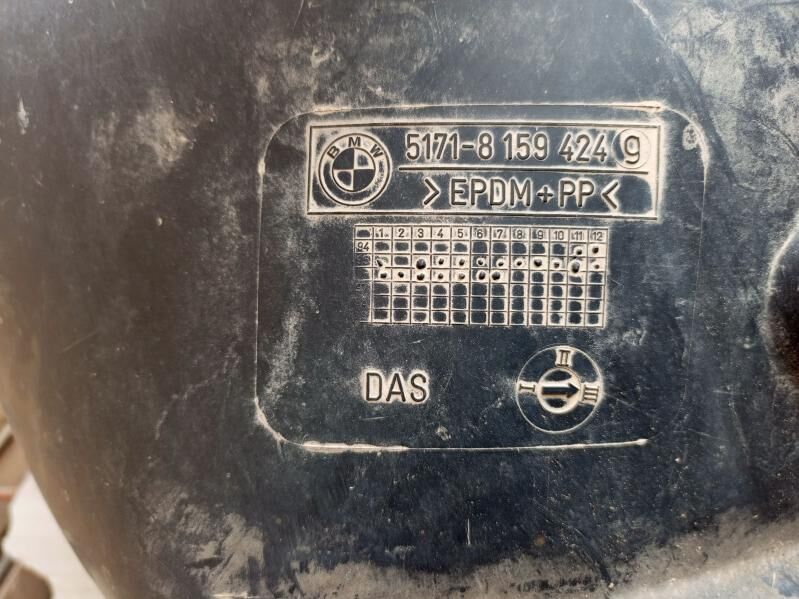 BMW
5171-8 159 424 9
>EPDM+PP<
1 2 3 4 5 6 7 8 9 10 11 12
94
DAS
II
I III